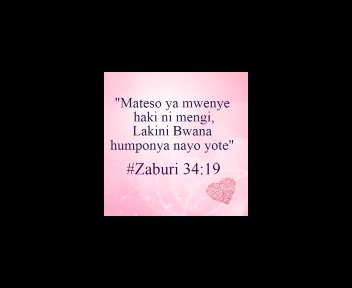 "Mateso ya mwenye
haki ni mengi,
Lakini Bwana
humponya nayo yote"
#Zaburi 34:19